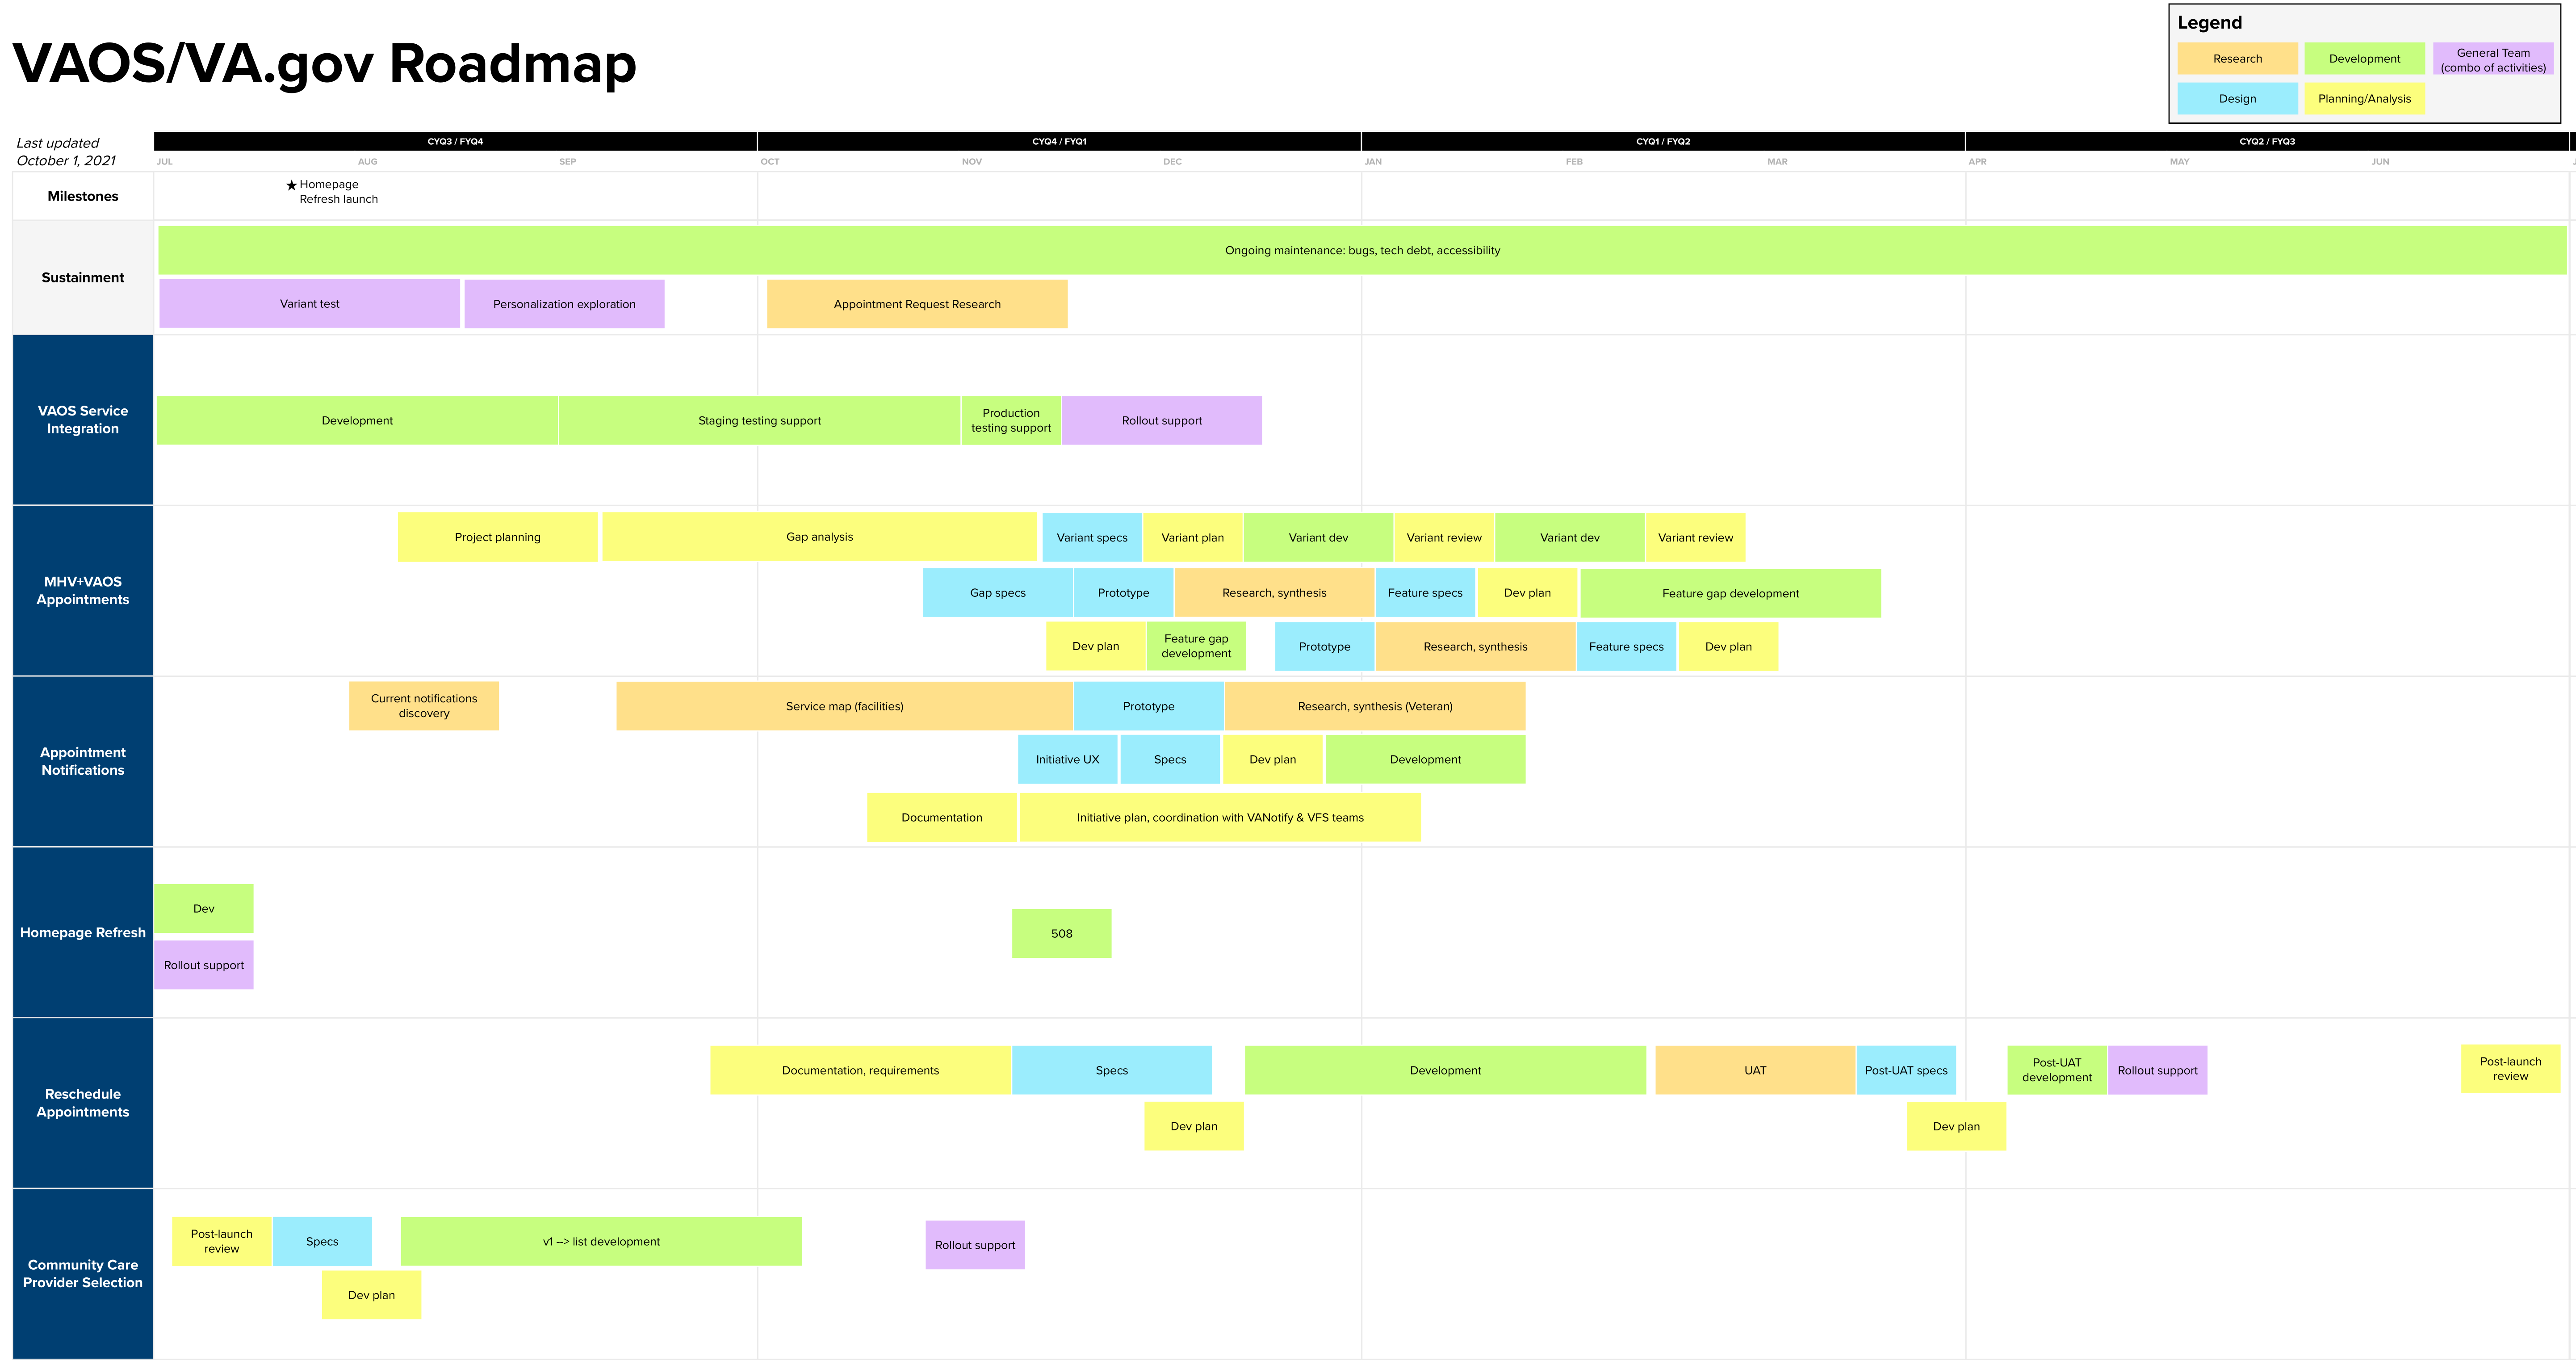 VAOS/VA.gov Roadmap
Legend
Research
Development
General Team
(combo of activities)
Design
Planning/Analysis
Last updated
October 1, 2021
CYQ3 / FYQ4
CYQ4 / FYQ1
CYQ1 / FYQ2
CYQ2 / FYQ3
JUL
AUG
SEP
OCT
NOV
DEC
JAN
FEB
MAR
APR
MAY
JUN
Milestones
★ Homepage
Refresh launch
Sustainment
Ongoing maintenance: bugs, tech debt, accessibility
Variant test
Personalization exploration
Appointment Request Research
VAOS Service
Integration
Development
Staging testing support
Production
testing support
Rollout support
MHV+VAOS
Appointments
Project planning
Gap analysis
Variant specs
Variant plan
Variant dev
Variant review
Variant dev
Variant review
Gap specs
Prototype
Research, synthesis
Feature specs
Dev plan
Feature gap development
Dev plan
Feature gap
development
Prototype
Research, synthesis
Feature specs
Dev plan
Appointment
Notifications
Current notifications
discovery
Service map (facilities)
Prototype
Research, synthesis (Veteran)
Initiative UX
Specs
Dev plan
Development
Documentation
Initiative plan, coordination with VANotify & VFS teams
Homepage Refresh
Dev
Rollout support
508
Reschedule
Appointments
Documentation, requirements
Specs
Development
UAT
Post-UAT specs
Post-UAT
development
Rollout support
Post-launch
review
Dev plan
Dev plan
Community Care
Provider Selection
Post-launch
review
Specs
v1 --> list development
Rollout support
Dev plan